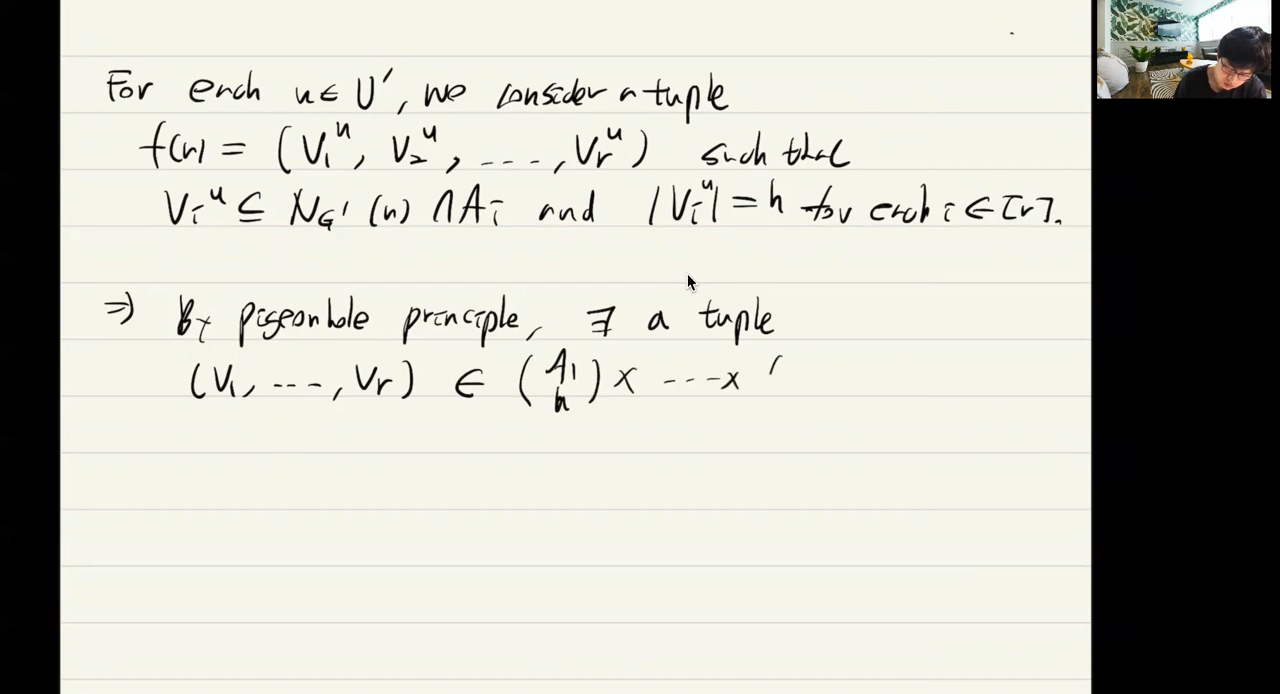 For each u ∈ U', we consider a tuple
f(u) = (V₁ᵘ, V₂ᵘ, ..., Vᵣᵘ) such that
Vᵢᵘ ⊆ N_G'(u) ∩ Aᵢ and |Vᵢᵘ| = h for each i ∈ [r].
⇒ By pigeonhole principle, ∃ a tuple
(V₁, ..., Vᵣ) ∈ (A₁ h) × ... × (